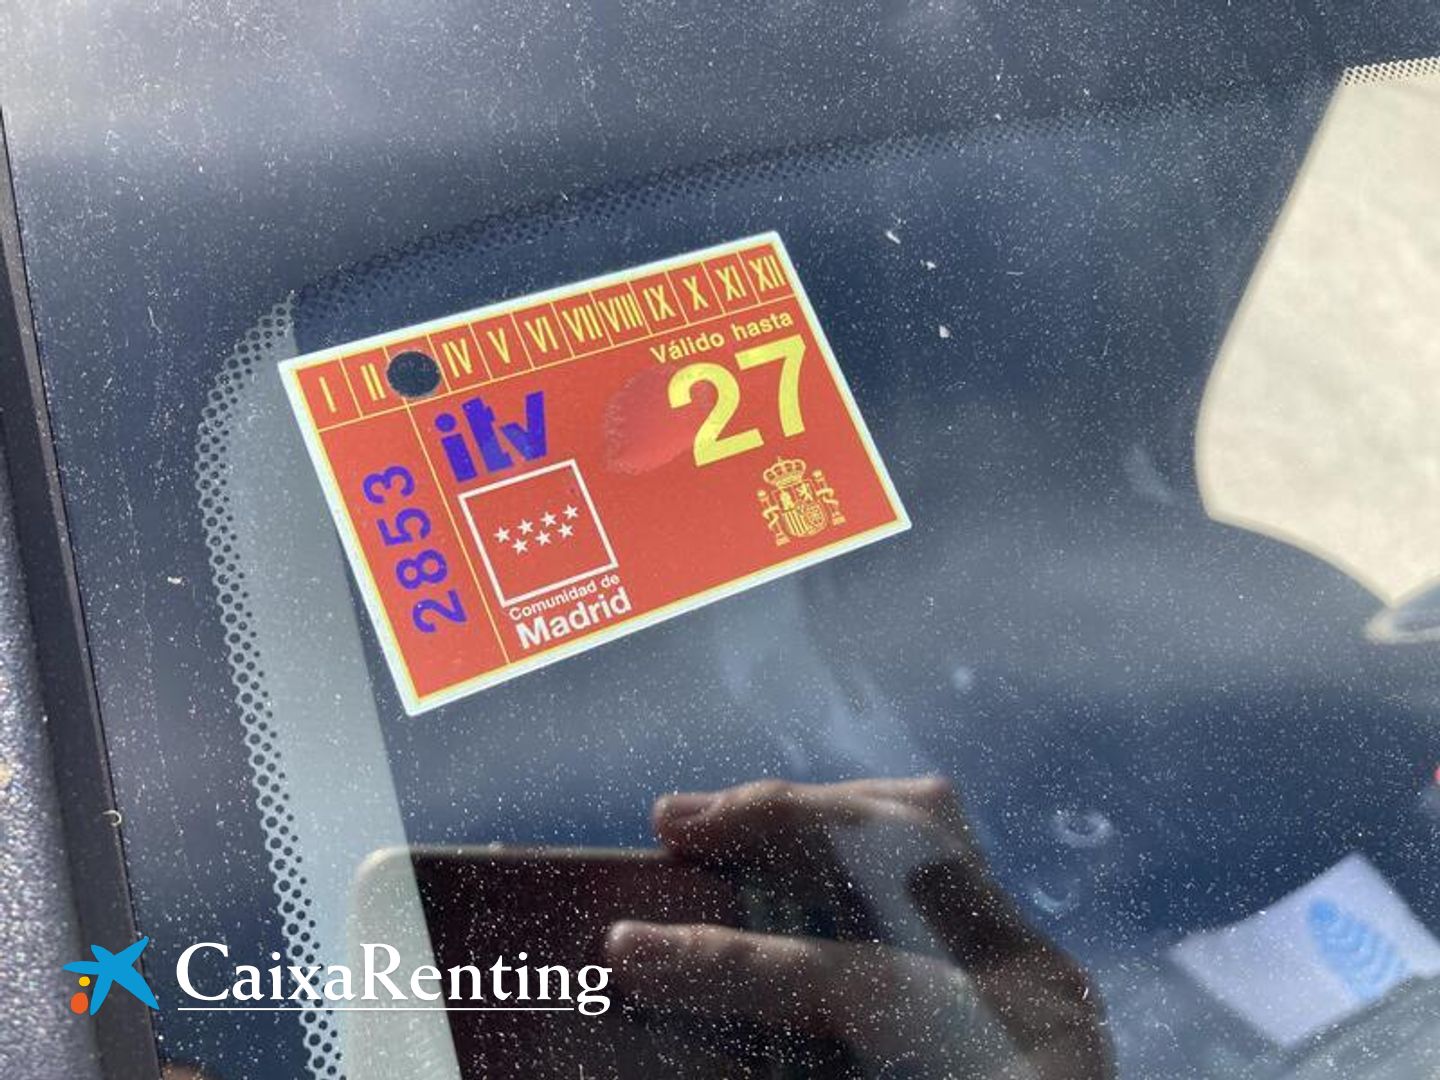 I II IV V VI VII VIII IX X XI XII
Válido hasta
27
itv
2853
Comunidad de
Madrid
CaixaRenting